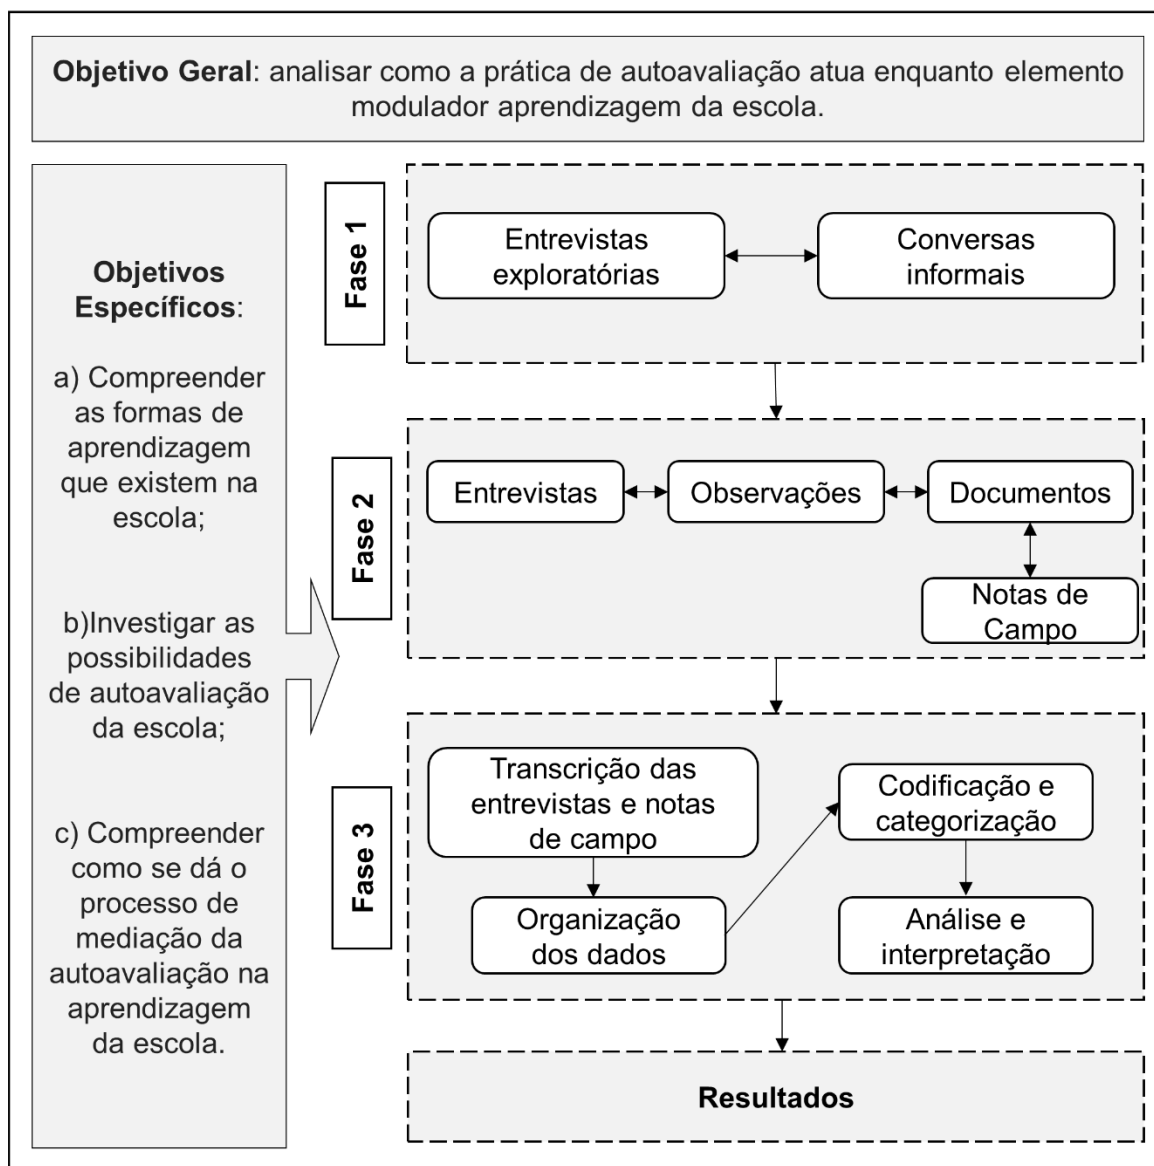 Objetivo Geral: analisar como a prática de autoavaliação atua enquanto elemento
modulador aprendizagem da escola.
Objetivos
Específicos:
a) Compreender
as formas de
aprendizagem
que existem na
escola;
b)Investigar as
possibilidades
de autoavaliação
da escola;
c) Compreender
como se dá o
processo de
mediação da
autoavaliação na
aprendizagem
da escola.
Fase 1
Entrevistas
exploratórias
Conversas
informais
Fase 2
Entrevistas
Observações
Documentos
Notas de
Campo
Fase 3
Transcrição das
entrevistas e notas
de campo
Organização
dos dados
Codificação e
categorização
Análise e
interpretação
Resultados